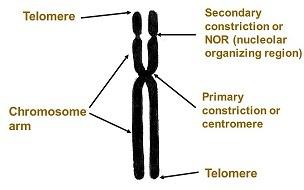 Telomere
Secondary
constriction or
NOR (nucleolar
organizing region)
Chromosome
arm
Primary
constriction or
centromere
Telomere